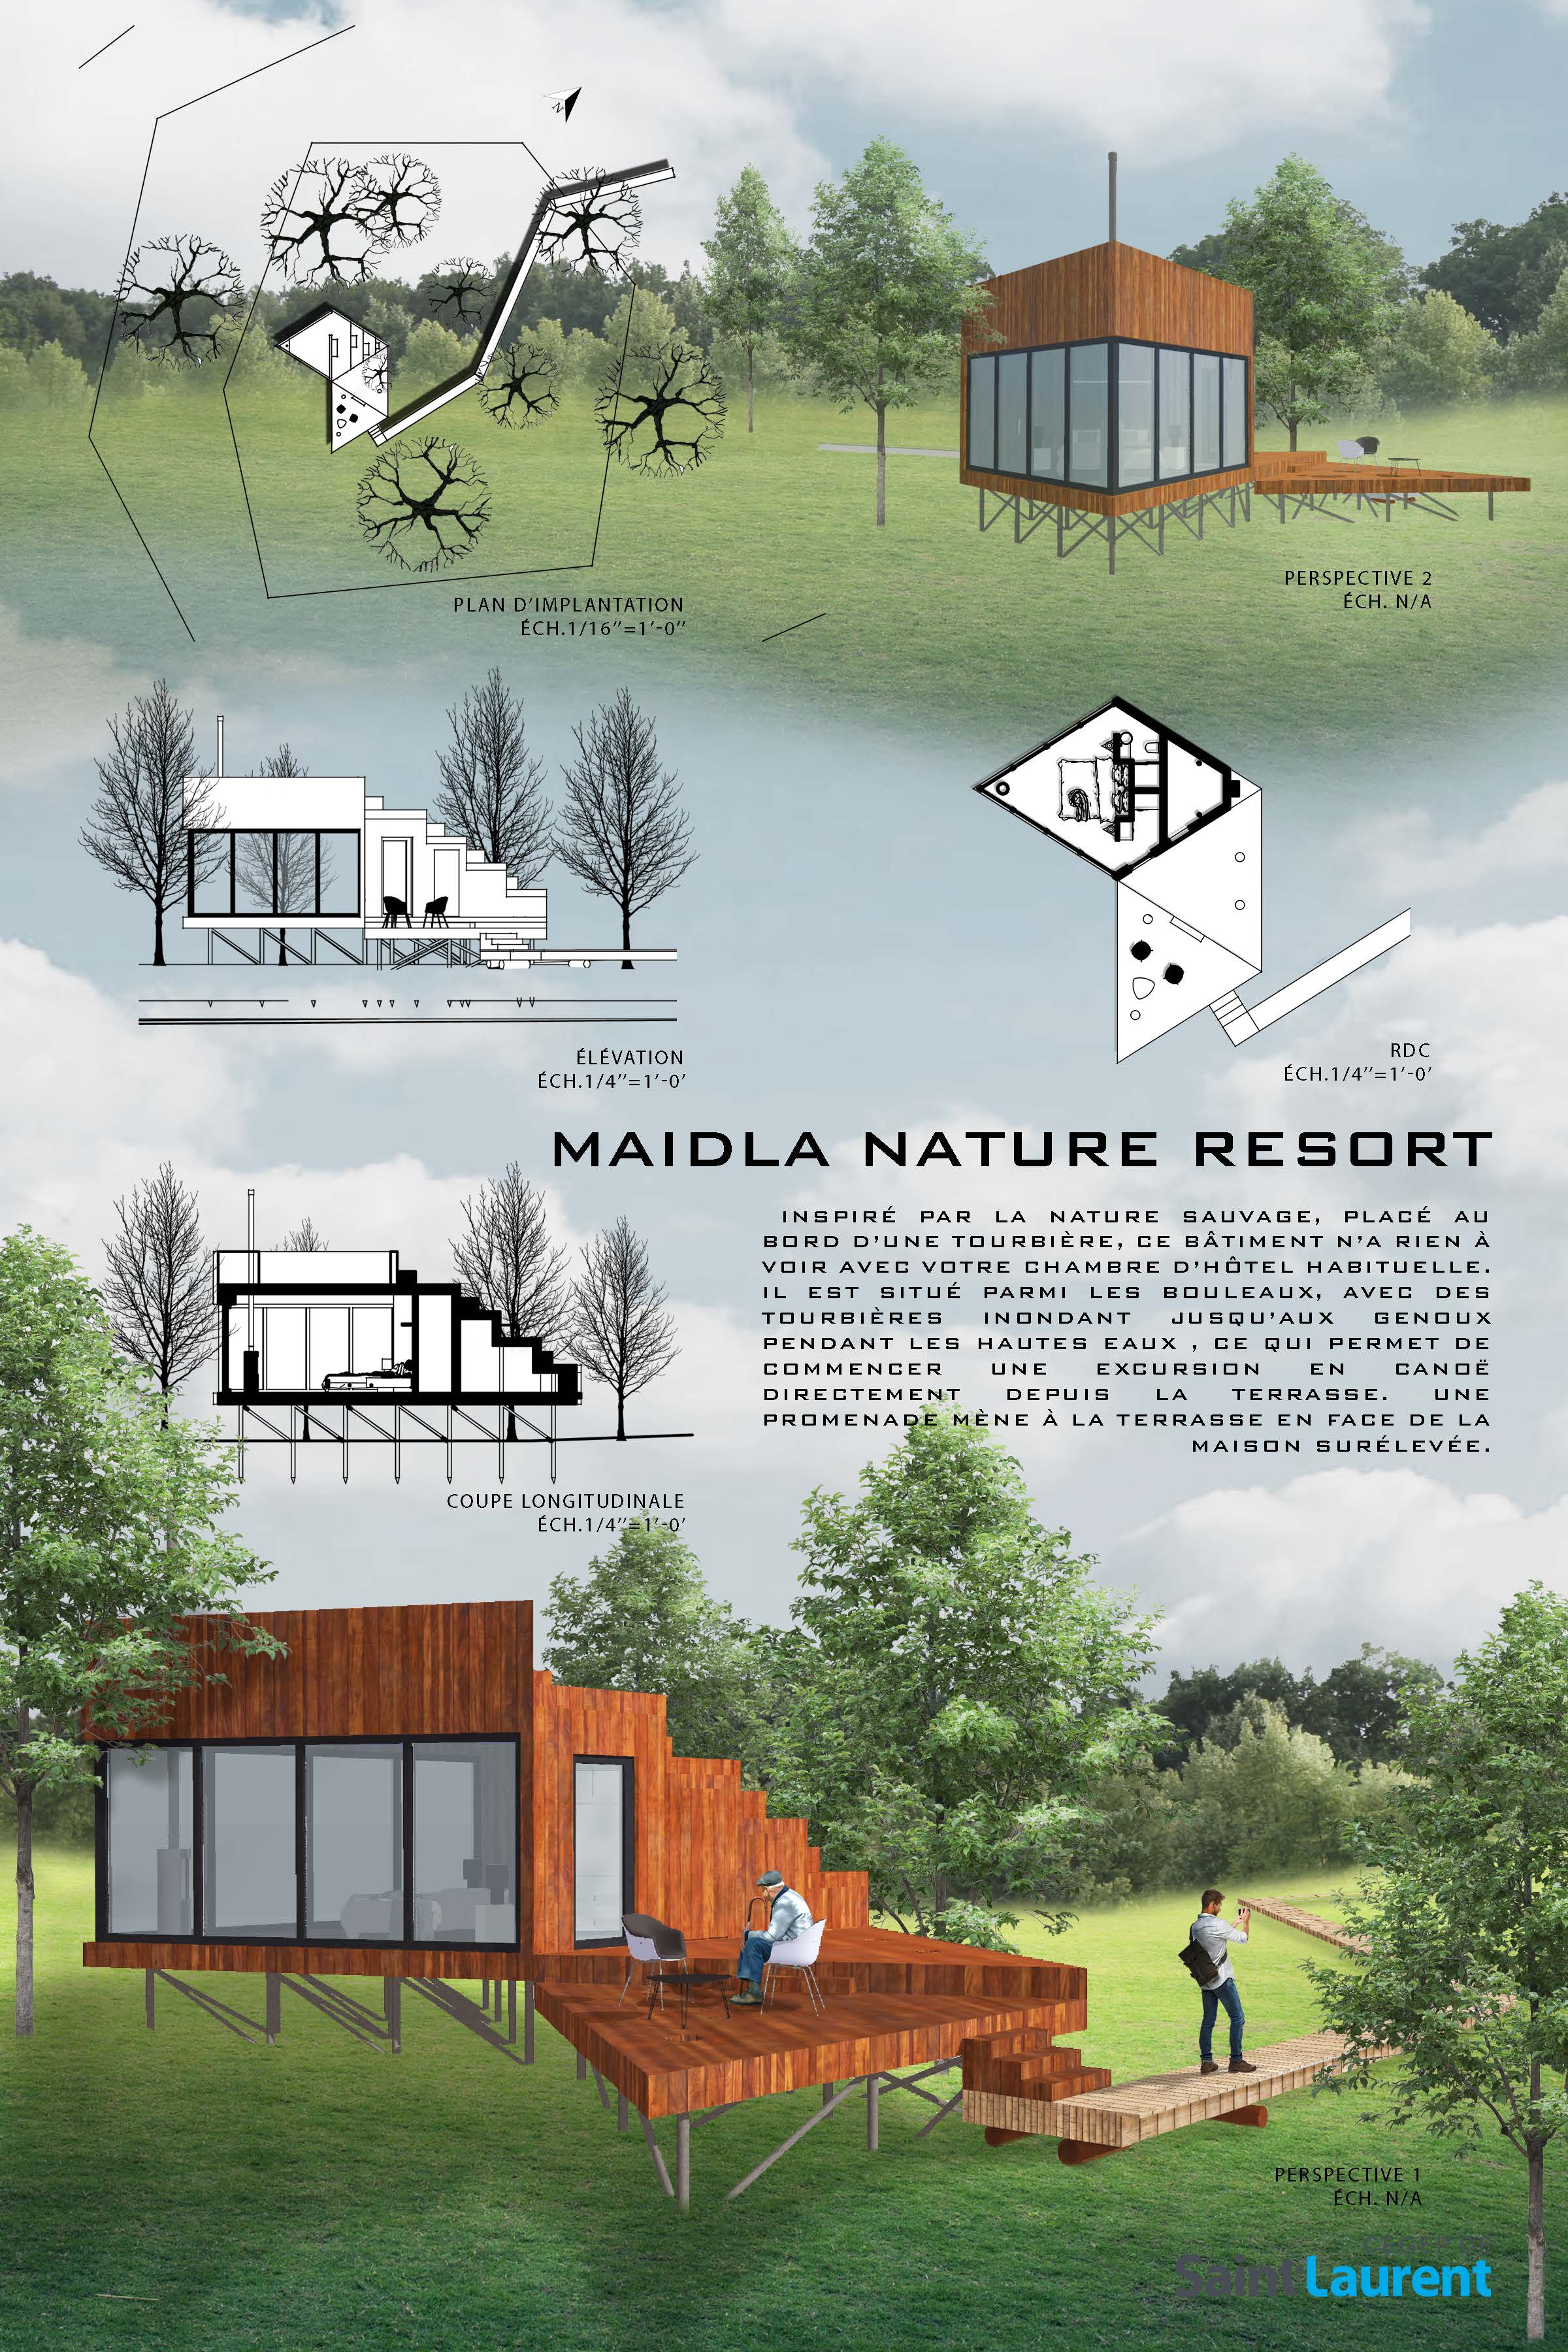 N
PLAN D'IMPLANTATION
ÉCH.1/16''=1'-0''
PERSPECTIVE 2
ÉCH. N/A
ÉLÉVATION
ÉCH.1/4''=1'-0'
RDC
ÉCH.1/4''=1'-0'
MAIDLA NATURE RESORT
INSPIRÉ PAR LA NATURE SAUVAGE, PLACÉ AU
BORD D'UNE TOURBIÈRE, CE BÂTIMENT N'A RIEN À
VOIR AVEC VOTRE CHAMBRE D'HÔTEL HABITUELLE.
IL EST SITUÉ PARMI LES BOULEAUX, AVEC DES
TOURBIÈRES INONDANT JUSQU'AUX GENOUX
PENDANT LES HAUTES EAUX , CE QUI PERMET DE
COMMENCER UNE EXCURSION EN CANOË
DIRECTEMENT DEPUIS LA TERRASSE. UNE
PROMENADE MÈNE À LA TERRASSE EN FACE DE LA
MAISON SURÉLEVÉE.
COUPE LONGITUDINALE
ÉCH.1/4''=1'-0'
PERSPECTIVE 1
ÉCH. N/A
CÉGEP DE
SaintLaurent